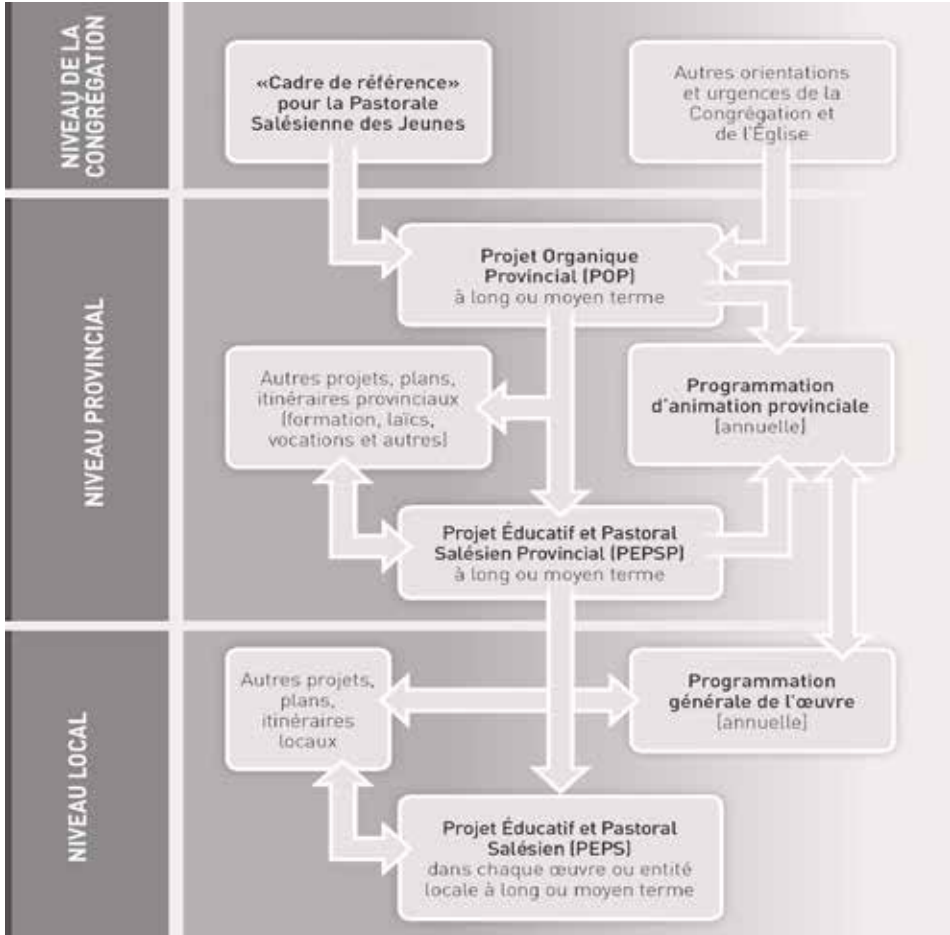 NIVEAU DE LA
CONGRÉGATION
«Cadre de référence»
pour la Pastorale
Salésienne des Jeunes
Autres orientations
et urgences de la
Congrégation et
de l'Église
NIVEAU PROVINCIAL
Projet Organique
Provincial (POP)
à long ou moyen terme
Autres projets, plans,
itinéraires provinciaux
(formation, laïcs,
vocations et autres)
Programmation
d'animation provinciale
(annuelle)
Projet Éducatif et Pastoral
Salésien Provincial (PEPSP)
à long ou moyen terme
NIVEAU LOCAL
Autres projets,
plans,
itinéraires
locaux
Programmation
générale de l'œuvre
(annuelle)
Projet Éducatif et Pastoral
Salésien (PEPS)
dans chaque œuvre ou entité
locale à long ou moyen terme